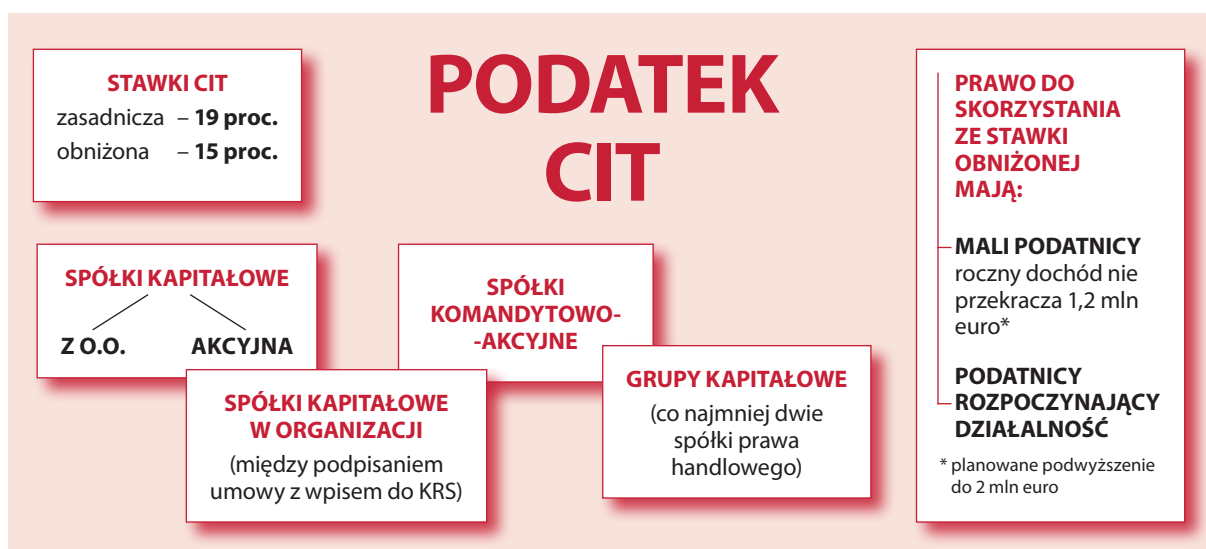 PODATEK
CIT
STAWKI CIT
zasadnicza – 19 proc.
obniżona – 15 proc.
SPÓŁKI KAPITAŁOWE
Z O.O. AKCYJNA
SPÓŁKI KAPITAŁOWE
W ORGANIZACJI
(między podpisaniem
umowy z wpisem do KRS)
SPÓŁKI
KOMANDYTOWO-
-AKCYJNE
GRUPY KAPITAŁOWE
(co najmniej dwie
spółki prawa
handlowego)
PRAWO DO
SKORZYSTANIA
ZE STAWKI
OBNIŻONEJ
MAJĄ:
MALI PODATNICY
roczny dochód nie
przekracza 1,2 mln
euro*
PODATNICY
ROZPOCZYNAJĄCY
DZIAŁALNOŚĆ
* planowane podwyższenie
do 2 mln euro